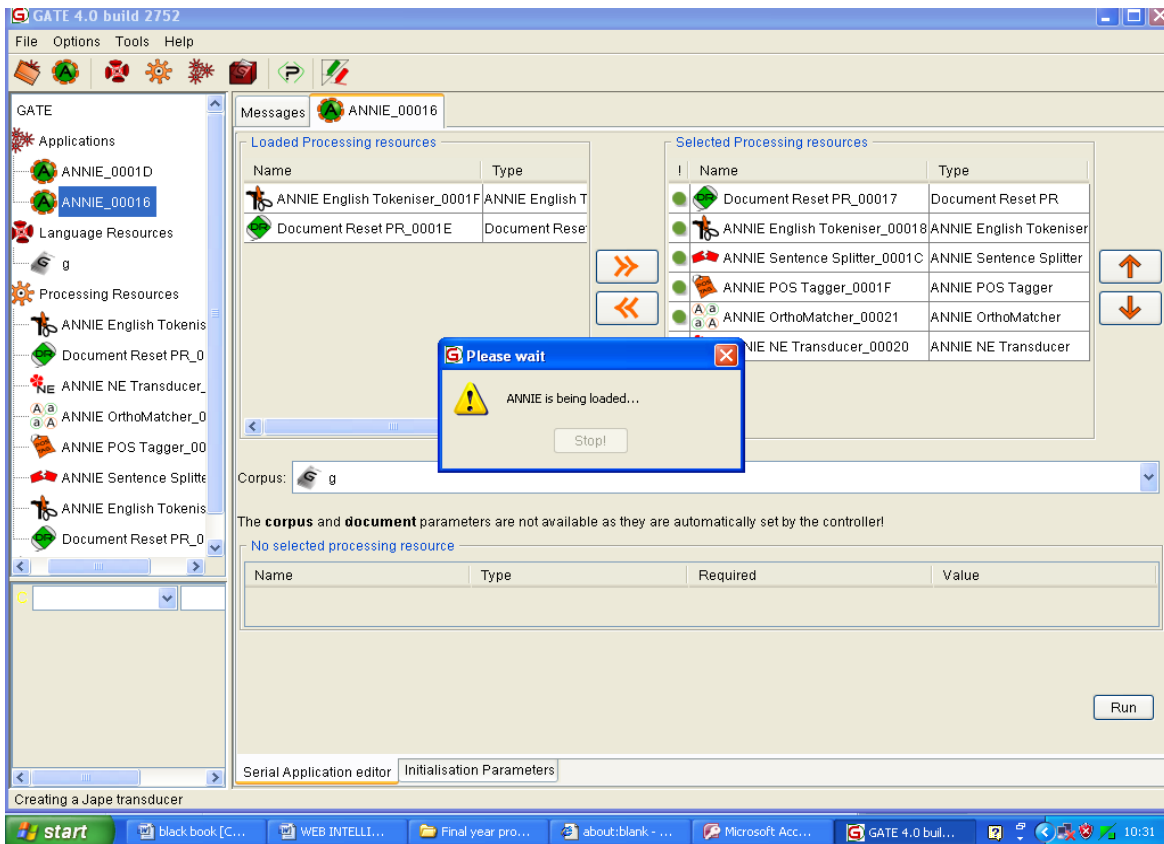 GATE 4.0 build 2752
File Options Tools Help
GATE
Applications
ANNIE_0001D
ANNIE_00016
Language Resources
g
Processing Resources
ANNIE English Tokenis
Document Reset PR_0
NE ANNIE NE Transducer_
ANNIE OrthoMatcher_0
ANNIE POS Tagger_00
ANNIE Sentence Splitte
ANNIE English Tokenis
Document Reset PR_0
Messages ANNIE_00016
Loaded Processing resources
Name Type
ANNIE English Tokeniser_0001F ANNIE English T
Document Reset PR_0001E Document Rese
Selected Processing resources
! Name Type
Document Reset PR_00017 Document Reset PR
ANNIE English Tokeniser_00018 ANNIE English Tokeniser
ANNIE Sentence Splitter_0001C ANNIE Sentence Splitter
ANNIE POS Tagger_0001F ANNIE POS Tagger
ANNIE OrthoMatcher_00021 ANNIE OrthoMatcher
NIE NE Transducer_00020 ANNIE NE Transducer
Please wait
ANNIE is being loaded...
Stop!
Corpus: g
The corpus and document parameters are not available as they are automatically set by the controller!
No selected processing resource
Name Type Required Value
Run
Serial Application editor Initialisation Parameters
C
Creating a Jape transducer
start black book [C... WEB INTELLI... Final year pro... about:blank - ... Microsoft Acc... GATE 4.0 buil... 10:31